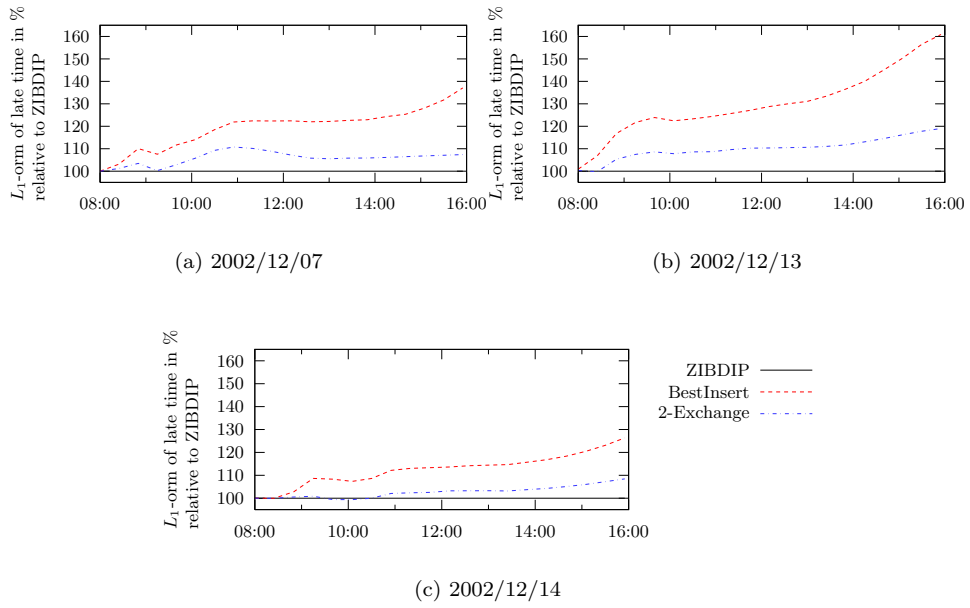 L₁-orm of late time in %
relative to ZIBDIP
160
150
140
130
120
110
100
08:00 10:00 12:00 14:00 16:00
(a) 2002/12/07
L₁-orm of late time in %
relative to ZIBDIP
160
150
140
130
120
110
100
08:00 10:00 12:00 14:00 16:00
(b) 2002/12/13
L₁-orm of late time in %
relative to ZIBDIP
160
150
140
130
120
110
100
08:00 10:00 12:00 14:00 16:00
(c) 2002/12/14
ZIBDIP
BestInsert
2-Exchange